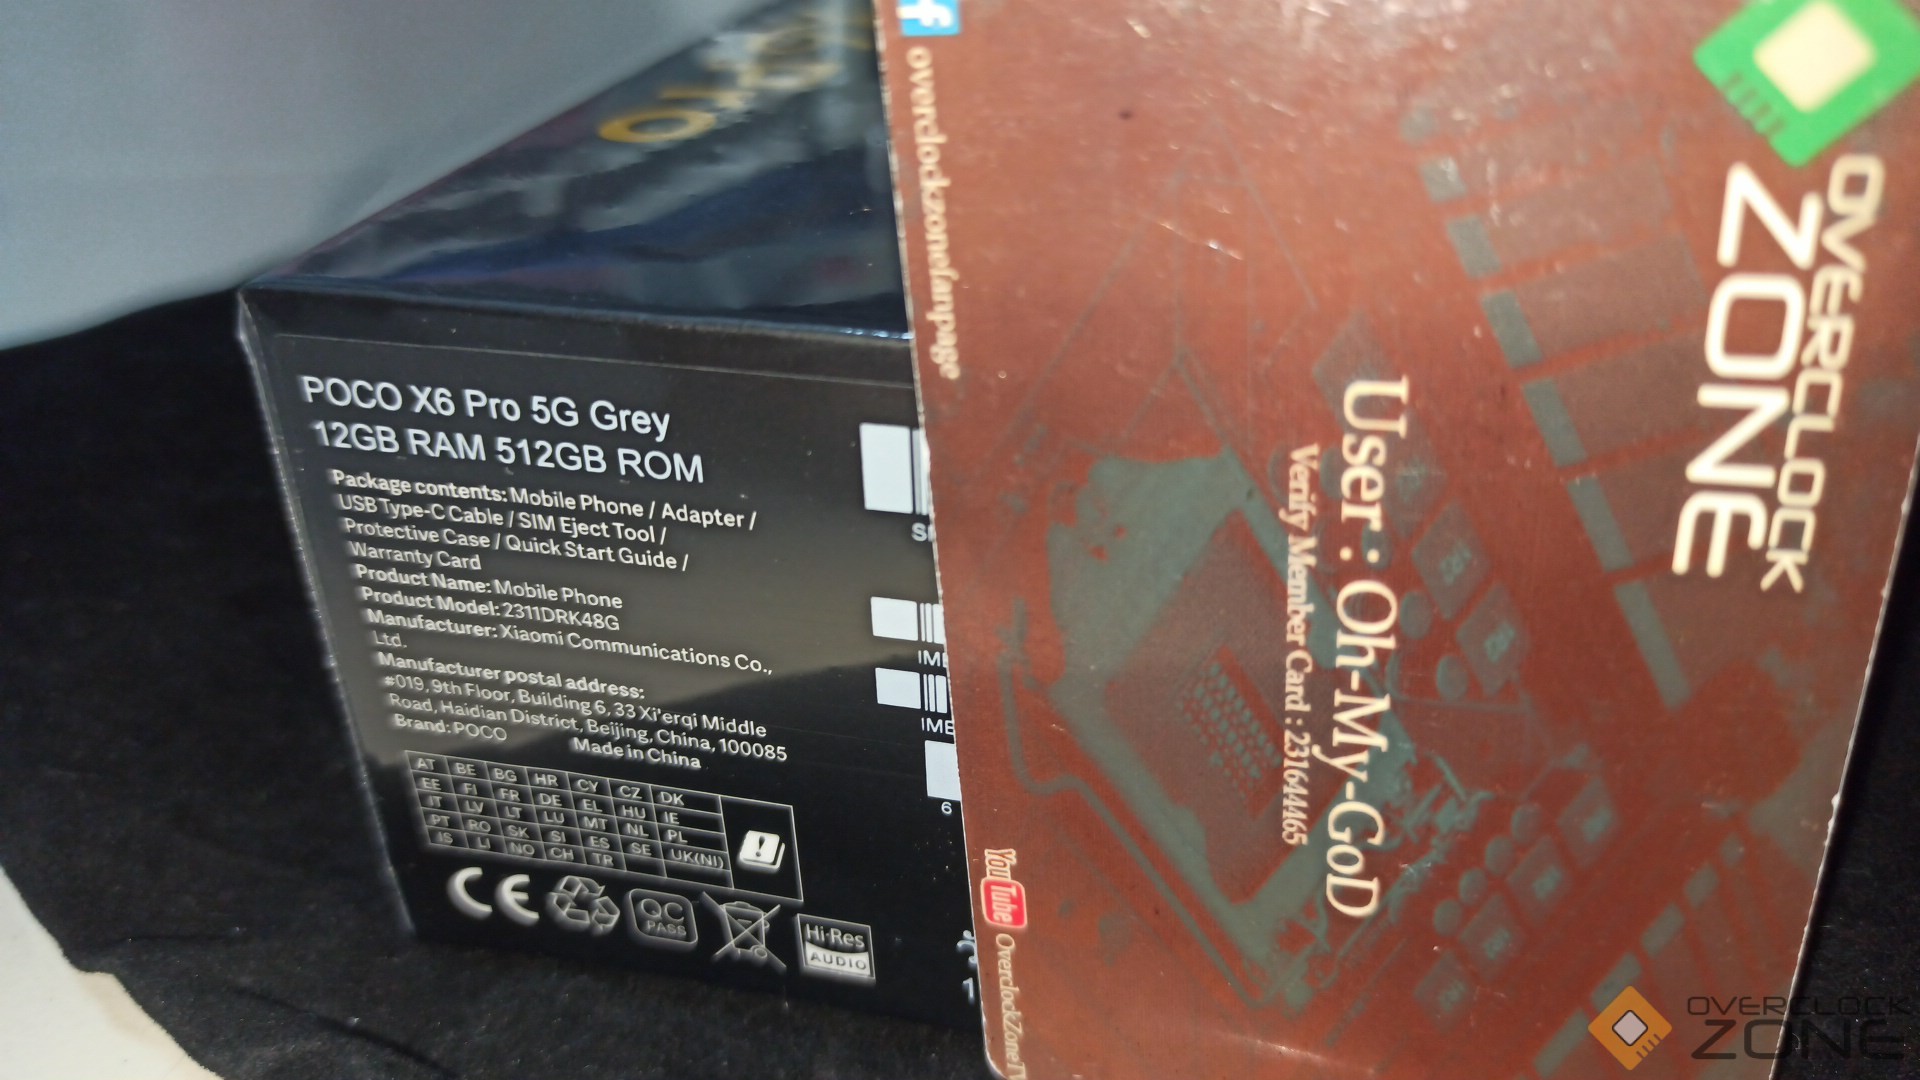 Pro
POCO X6 Pro 5G Grey
12GB RAM 512GB ROM
Package contents: Mobile Phone / Adapter /
USB Type-C Cable / SIM Eject Tool /
Protective Case / Quick Start Guide /
Warranty Card
Product Name: Mobile Phone
Product Model: 2311DRK48G
Manufacturer: Xiaomi Communications Co.,
Ltd.
Manufacturer postal address:
#019, 9th Floor, Building 6, 33 Xi'erqi Middle
Road, Haidian District, Beijing, China, 100085
Brand: POCO Made in China
AT BE BG HR CY CZ DK
EE FI FR DE EL HU IE
IT LV LT LU MT NL PL
PT RO SK SI ES SE UK(NI)
IS LI NO CH TR
CE
QC
PASS
Hi-Res
AUDIO
IME
IME
6
f overclockzonefanpage
OVERCLOCK
ZONE
User : Oh-My-GoD
Verify Member Card : 231644465
YouTube OverclockZoneTV
OVERCLOCK
ZONE